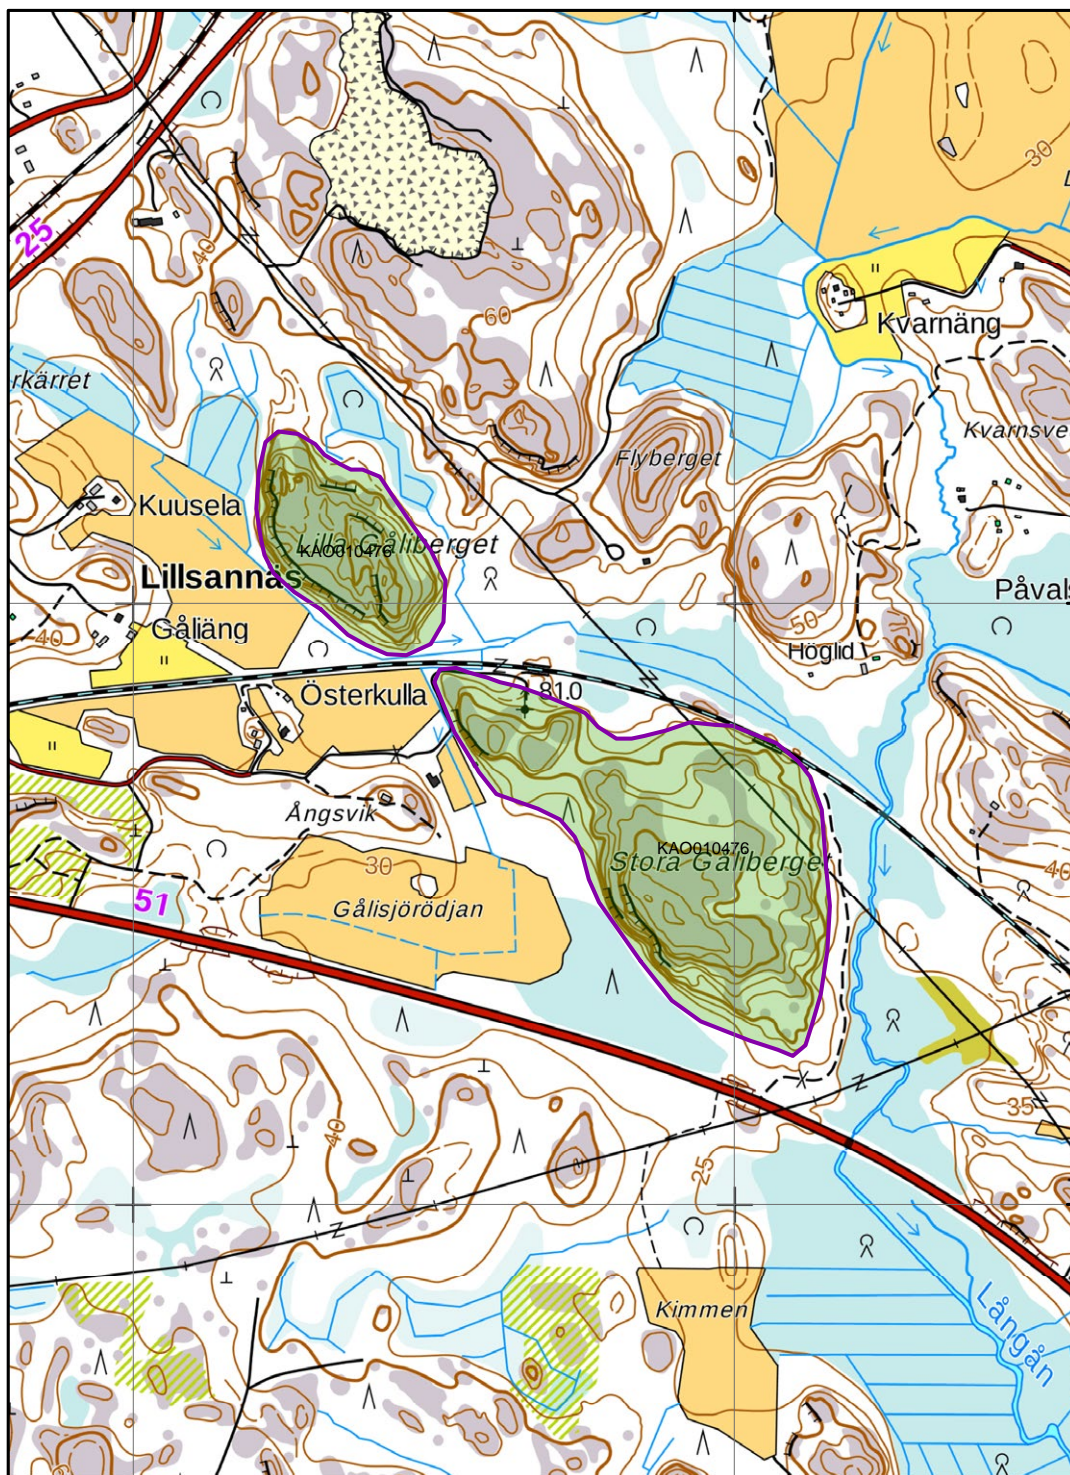 30
25
40
60
Kvarnäng
rkärret
Flyberget
Kvarnsve
Kuusela
Lilla Gåliberget
KAO010476
Lillsannäs
Påvals
Gåliäng
50
40
Höglid
Österkulla
81.0
Ångsvik
KAO010476
Stora Gåliberget
30
40
51
Gålisjörödjan
35
40
25
Kimmen
Långån